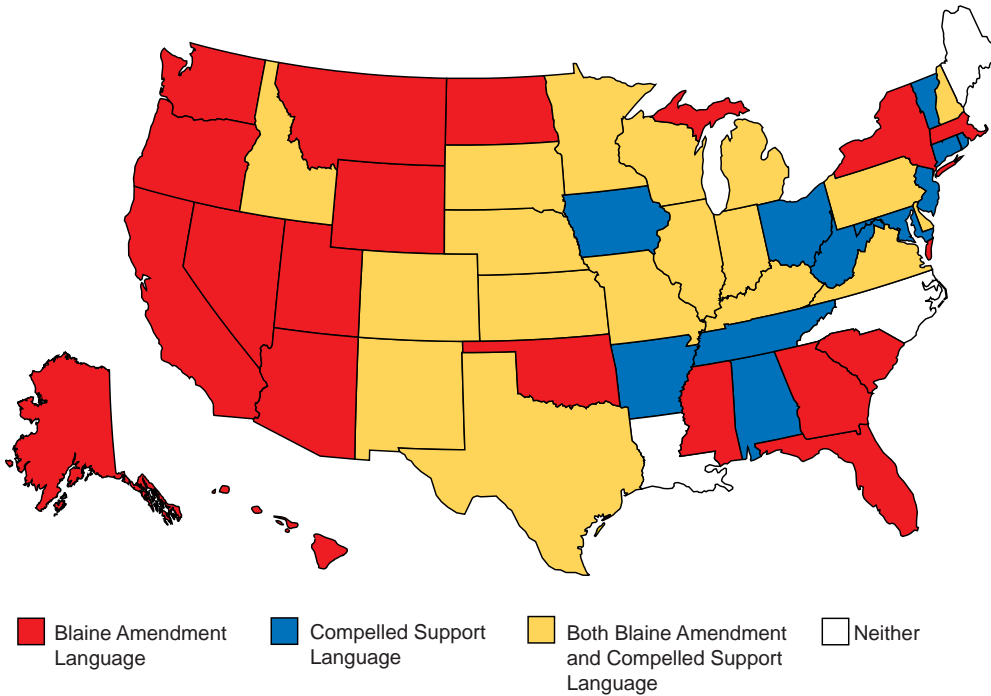 Blaine Amendment
Language
Compelled Support
Language
Both Blaine Amendment
and Compelled Support
Language
Neither